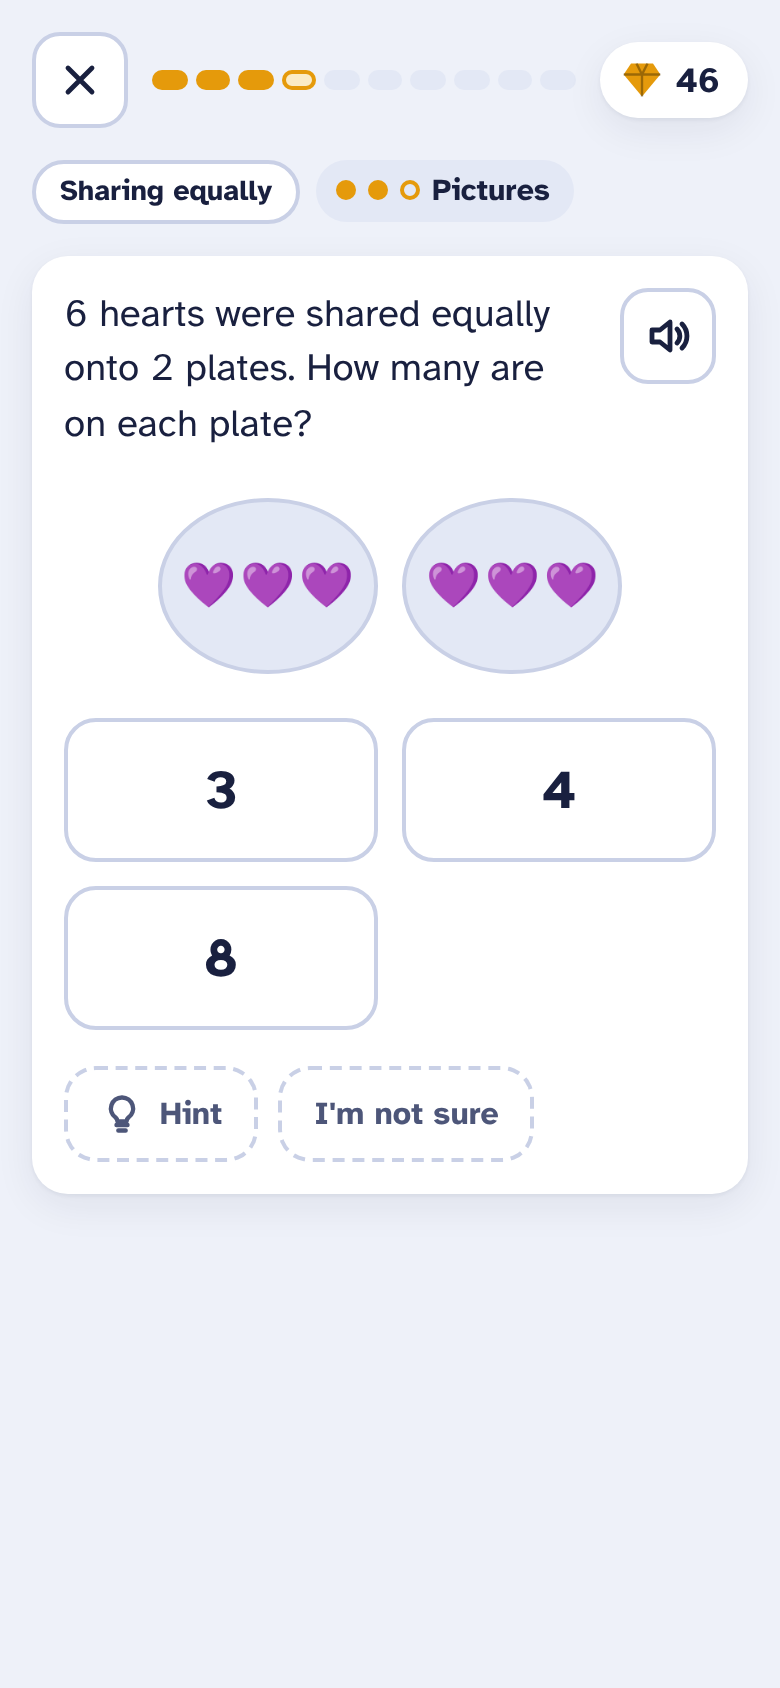 46
Sharing equally
Pictures
6 hearts were shared equally
onto 2 plates. How many are
on each plate?
3
4
8
Hint
I'm not sure